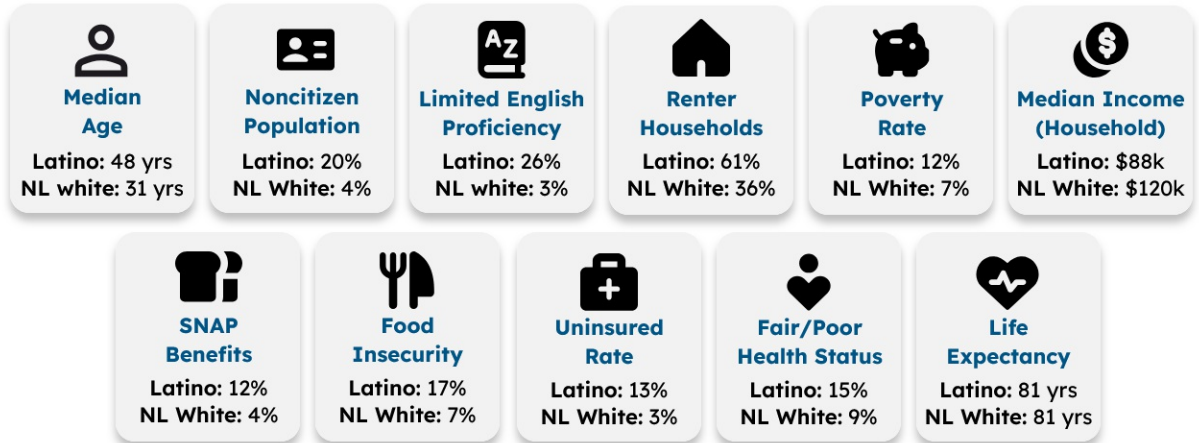 Median
Age
Latino: 48 yrs
NL white: 31 yrs
Noncitizen
Population
Latino: 20%
NL White: 4%
AZ
Limited English
Proficiency
Latino: 26%
NL white: 3%
Renter
Households
Latino: 61%
NL White: 36%
Poverty
Rate
Latino: 12%
NL White: 7%
$
Median Income
(Household)
Latino: $88k
NL White: $120k
SNAP
Benefits
Latino: 12%
NL White: 4%
Food
Insecurity
Latino: 17%
NL White: 7%
Uninsured
Rate
Latino: 13%
NL White: 3%
Fair/Poor
Health Status
Latino: 15%
NL White: 9%
Life
Expectancy
Latino: 81 yrs
NL White: 81 yrs